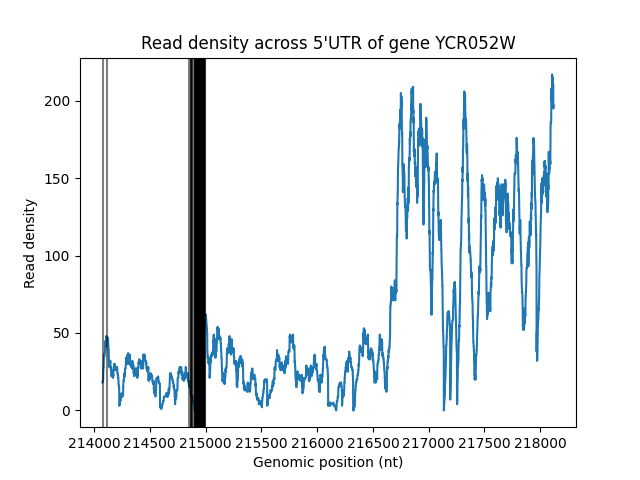 Read density across 5'UTR of gene YCR052W
200
150
100
50
0
Read density
214000 214500 215000 215500 216000 216500 217000 217500 218000
Genomic position (nt)